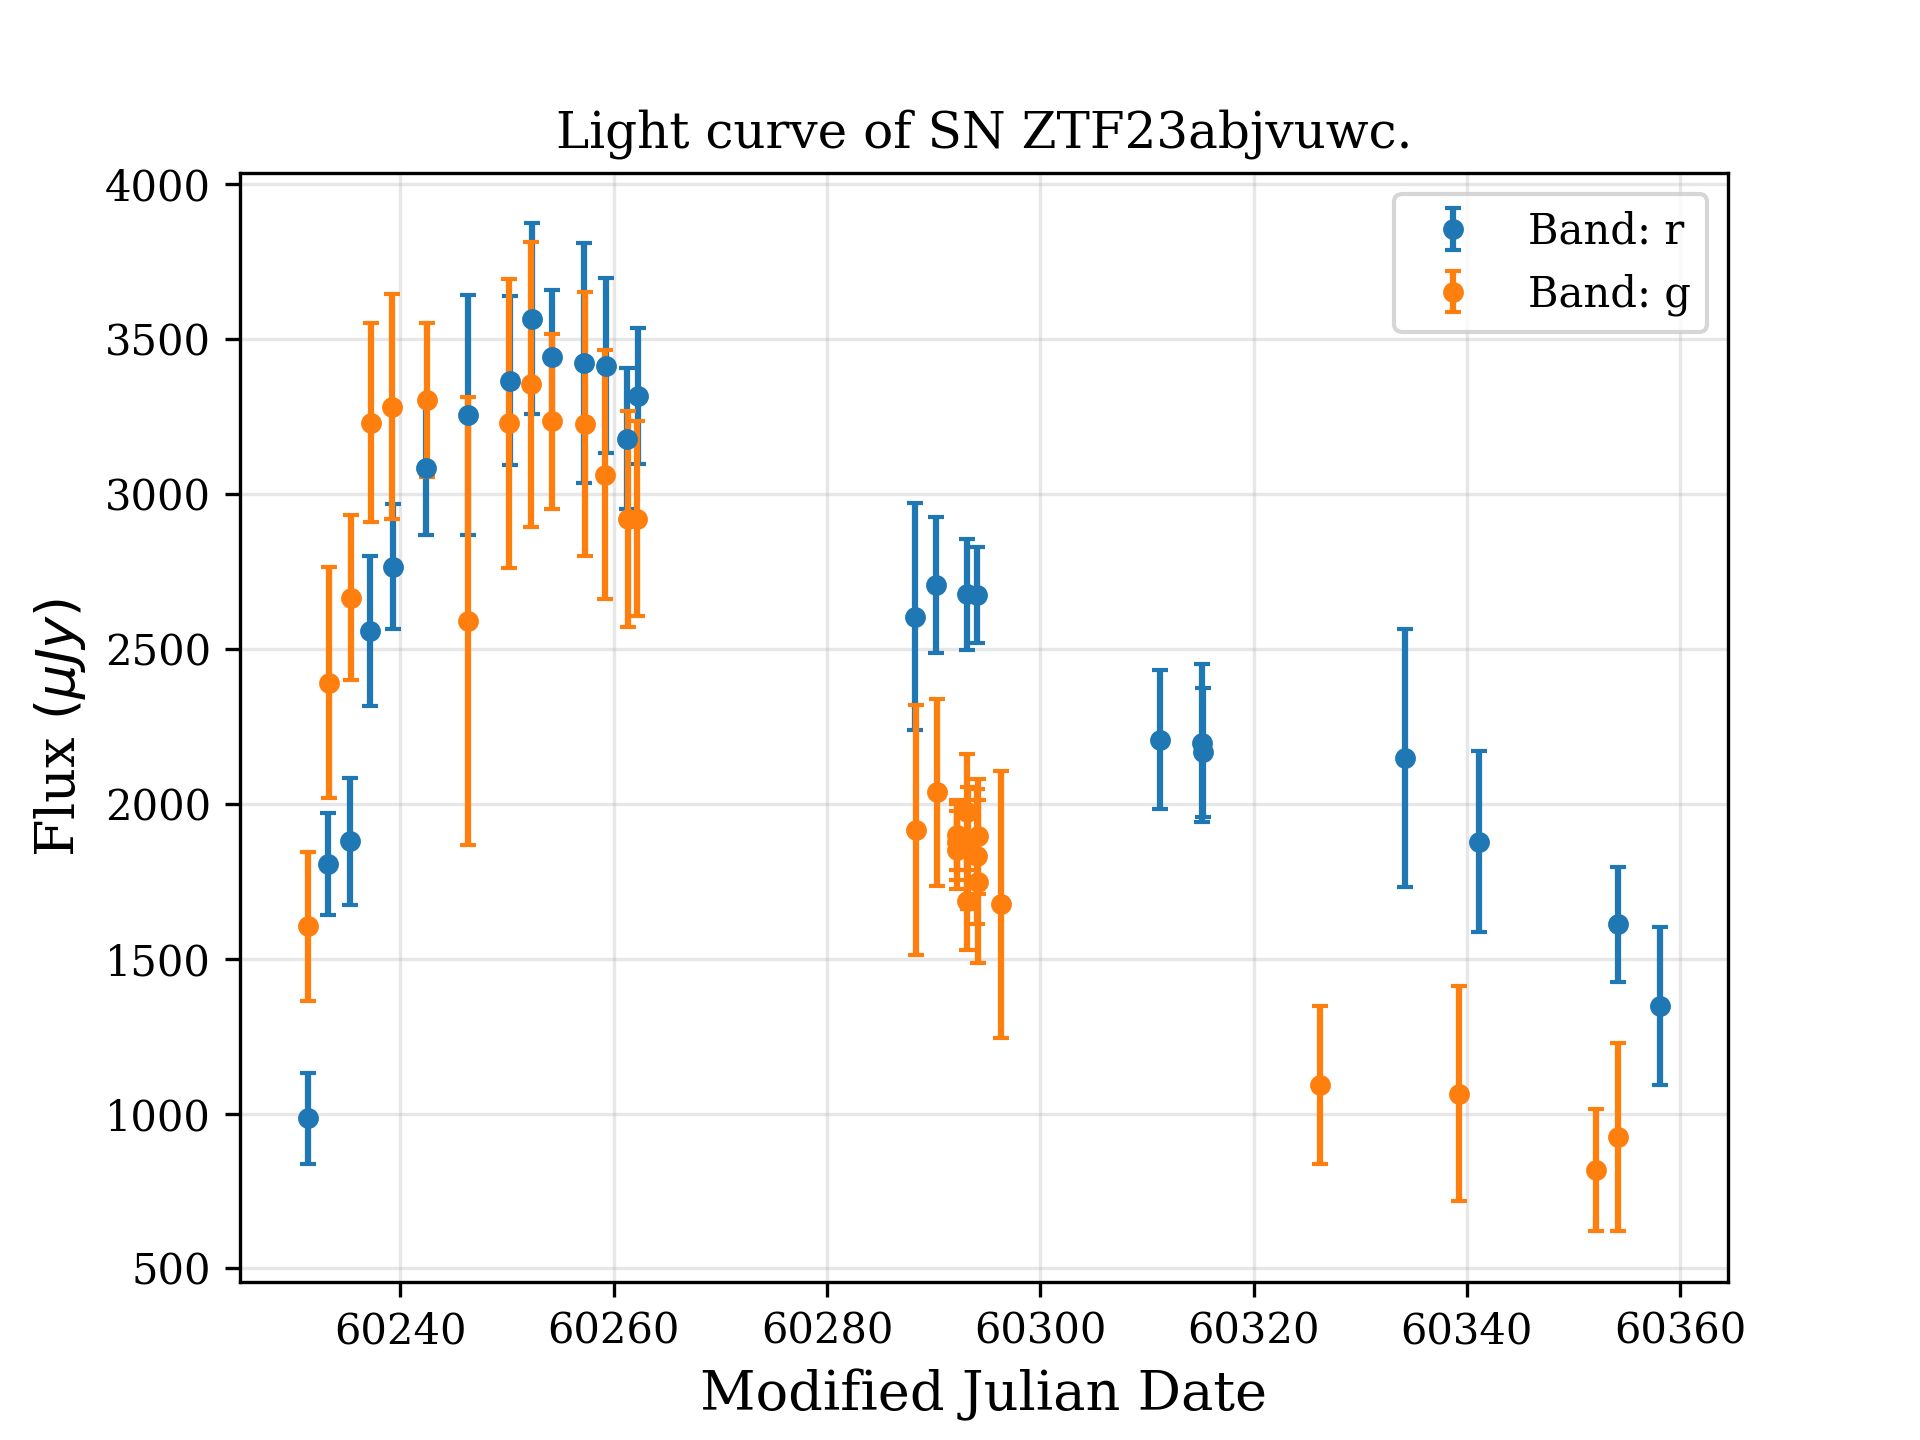 Light curve of SN ZTF23abjvuwc.
Band: r
Band: g
4000
3500
3000
2500
2000
1500
1000
500
Flux (μJy)
60240 60260 60280 60300 60320 60340 60360
Modified Julian Date